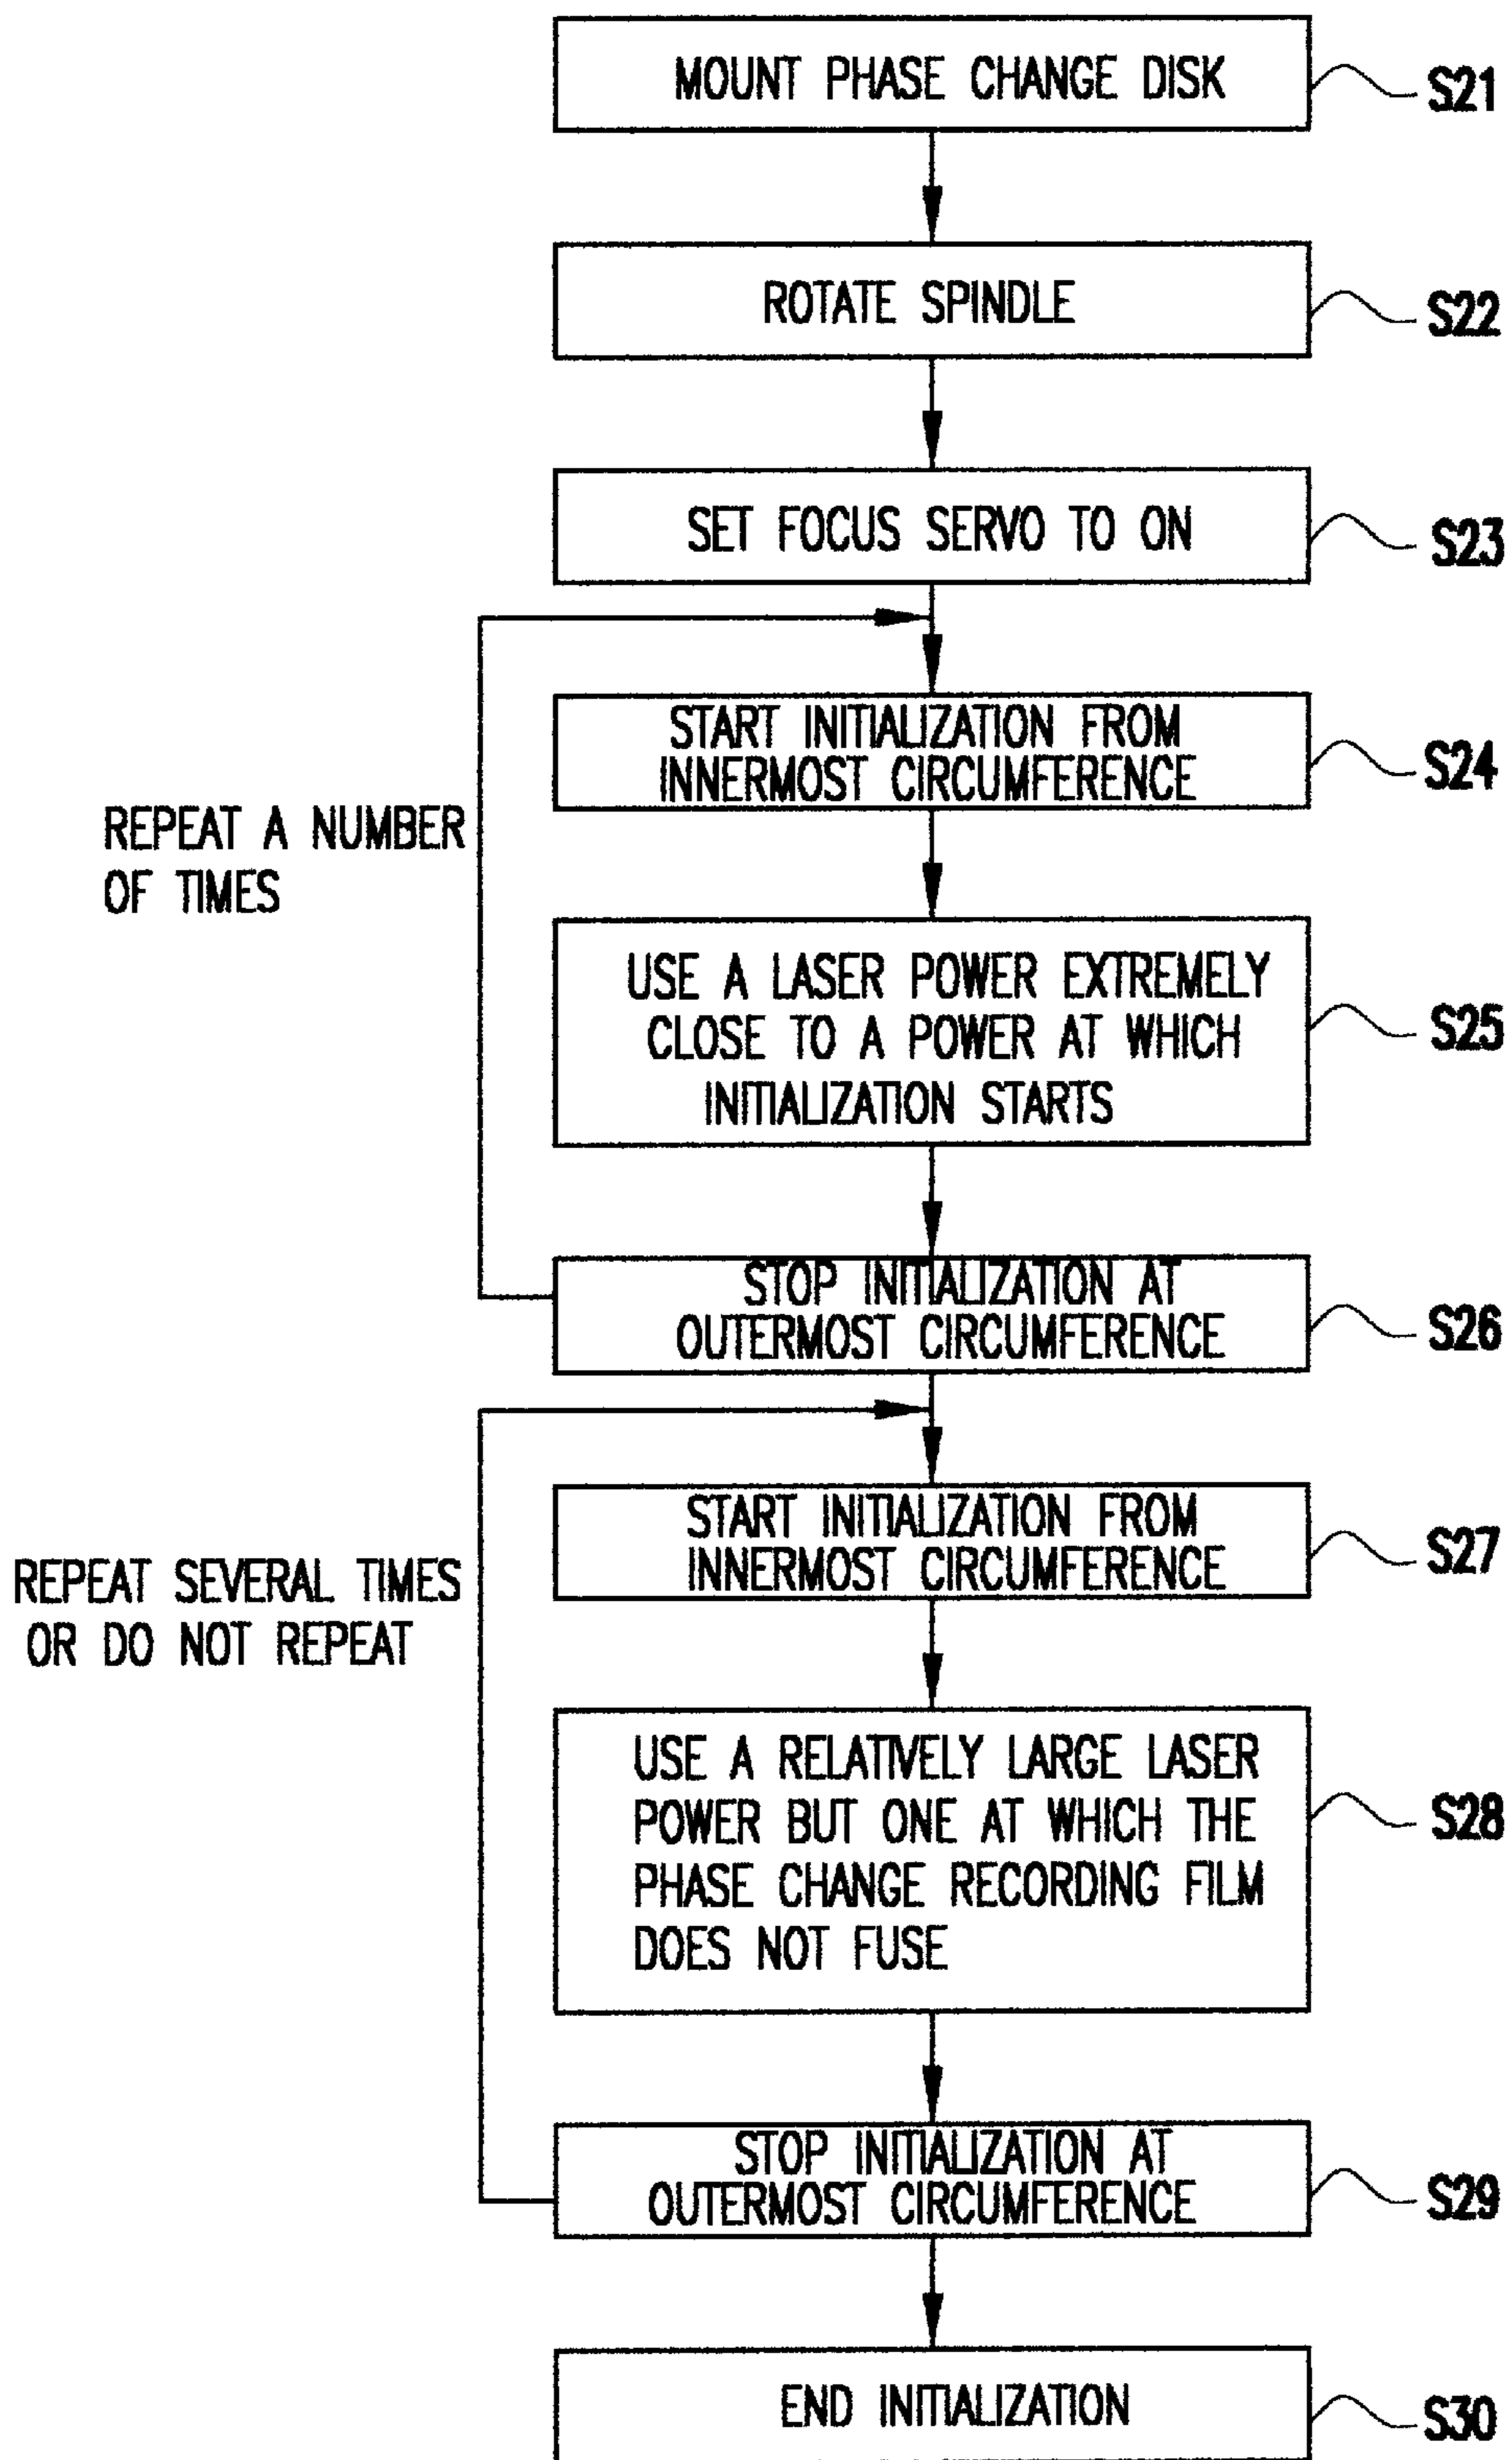 MOUNT PHASE CHANGE DISK
S21
ROTATE SPINDLE
S22
SET FOCUS SERVO TO ON
S23
START INITIALIZATION FROM
INNERMOST CIRCUMFERENCE
S24
REPEAT A NUMBER
OF TIMES
USE A LASER POWER EXTREMELY
CLOSE TO A POWER AT WHICH
INITIALIZATION STARTS
S25
STOP INITIALIZATION AT
OUTERMOST CIRCUMFERENCE
S26
START INITIALIZATION FROM
INNERMOST CIRCUMFERENCE
S27
REPEAT SEVERAL TIMES
OR DO NOT REPEAT
USE A RELATIVELY LARGE LASER
POWER BUT ONE AT WHICH THE
PHASE CHANGE RECORDING FILM
DOES NOT FUSE
S28
STOP INITIALIZATION AT
OUTERMOST CIRCUMFERENCE
S29
END INITIALIZATION
S30